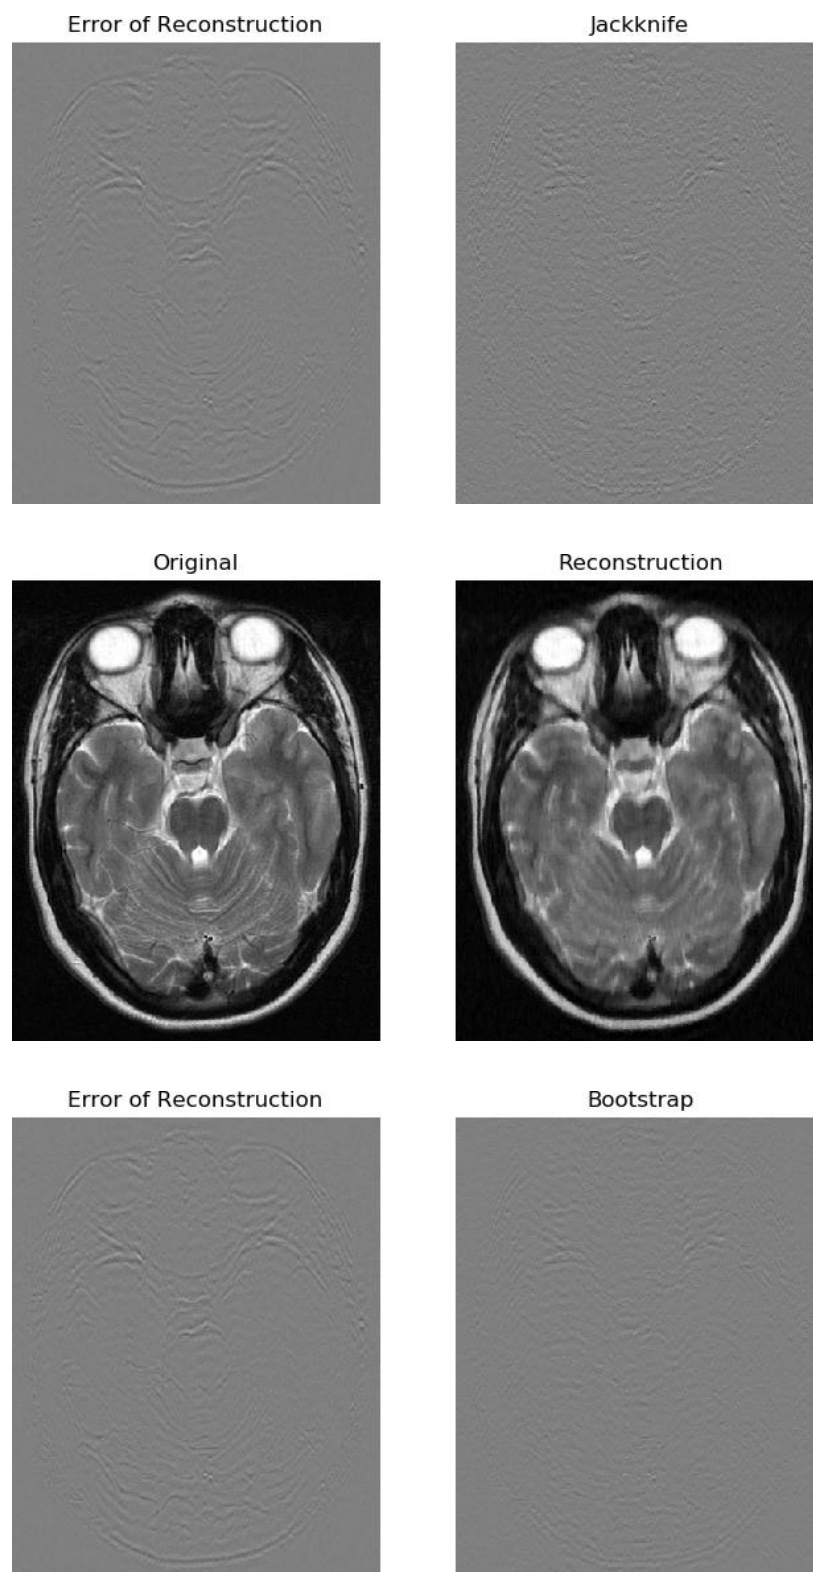 Error of Reconstruction
Jackknife
Original
Reconstruction
Error of Reconstruction
Bootstrap